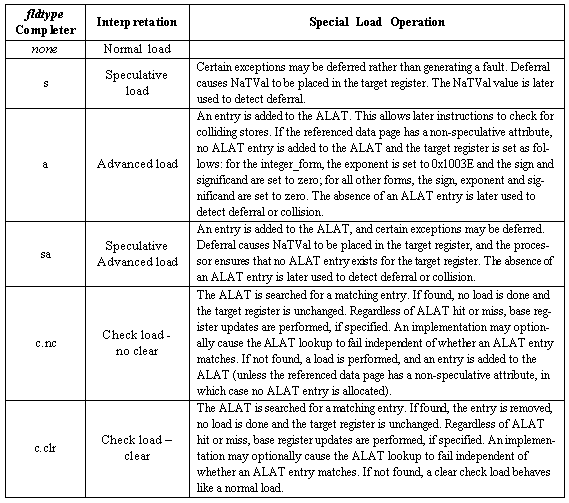 fldtype Completer
Interpretation
Special Load Operation
none
Normal load
s
Speculative
load
Certain exceptions may be deferred rather than generating a fault. Deferral
causes NaTVal to be placed in the target register. The NaTVal value is later
used to detect deferral.
a
Advanced load
An entry is added to the ALAT. This allows later instructions to check for
colliding stores. If the referenced data page has a non-speculative attribute,
no ALAT entry is added to the ALAT and the target register is set as fol-
lows: for the integer_form, the exponent is set to 0x1003E and the sign and
significand are set to zero; for all other forms, the sign, exponent and sig-
nificand are set to zero. The absence of an ALAT entry is later used to
detect deferral or collision.
sa
Speculative
Advanced load
An entry is added to the ALAT, and certain exceptions may be deferred.
Deferral causes NaTVal to be placed in the target register, and the proces-
sor ensures that no ALAT entry exists for the target register. The absence of
an ALAT entry is later used to detect deferral or collision.
c.nc
Check load -
no clear
The ALAT is searched for a matching entry. If found, no load is done and
the target register is unchanged. Regardless of ALAT hit or miss, base reg-
ister updates are performed, if specified. An implementation may option-
ally cause the ALAT lookup to fail independent of whether an ALAT entry
matches. If not found, a load is performed, and an entry is added to the
ALAT (unless the referenced data page has a non-speculative attribute, in
which case no ALAT entry is allocated).
c.clr
Check load –
clear
The ALAT is searched for a matching entry. If found, the entry is removed,
no load is done and the target register is unchanged. Regardless of ALAT
hit or miss, base register updates are performed, if specified. An implemen-
tation may optionally cause the ALAT lookup to fail independent of
whether an ALAT entry matches. If not found, a clear check load behaves
like a normal load.